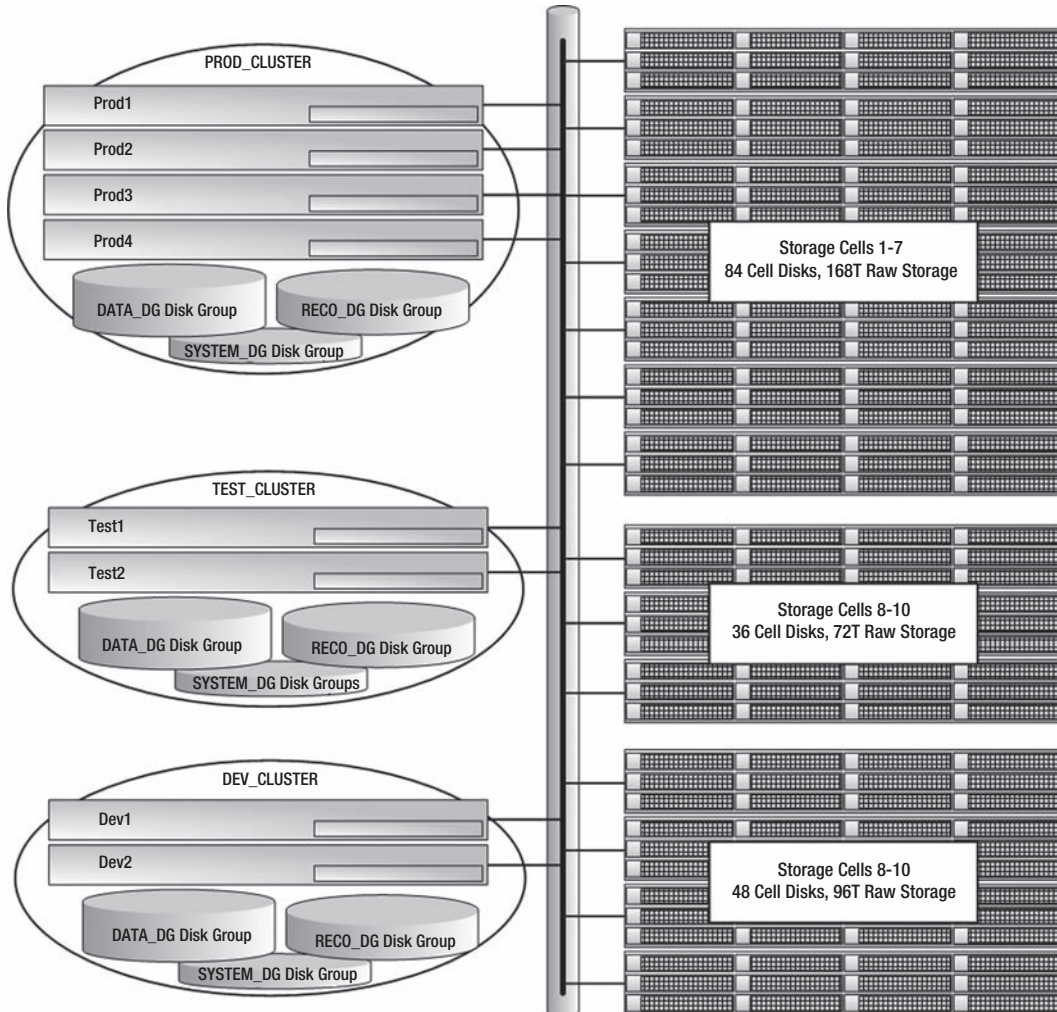 PROD_CLUSTER
Prod1
Prod2
Prod3
Prod4
DATA_DG Disk Group
RECO_DG Disk Group
SYSTEM_DG Disk Group
Storage Cells 1-7
84 Cell Disks, 168T Raw Storage
TEST_CLUSTER
Test1
Test2
DATA_DG Disk Group
RECO_DG Disk Group
SYSTEM_DG Disk Groups
Storage Cells 8-10
36 Cell Disks, 72T Raw Storage
DEV_CLUSTER
Dev1
Dev2
DATA_DG Disk Group
RECO_DG Disk Group
SYSTEM_DG Disk Group
Storage Cells 8-10
48 Cell Disks, 96T Raw Storage